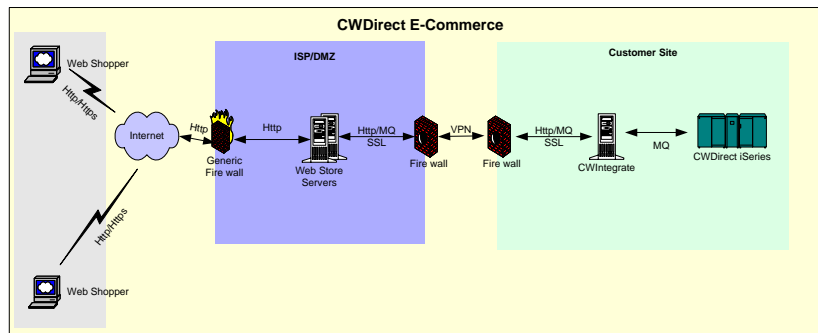 CWDirect E-Commerce
ISP/DMZ
Customer Site
Web Shopper
Http/Https
Internet
Http
Generic
Fire wall
Http
Web Store
Servers
Http/MQ
SSL
Fire wall
VPN
Fire wall
Http/MQ
SSL
CWIntegrate
MQ
CWDirect iSeries
Http/Https
Web Shopper